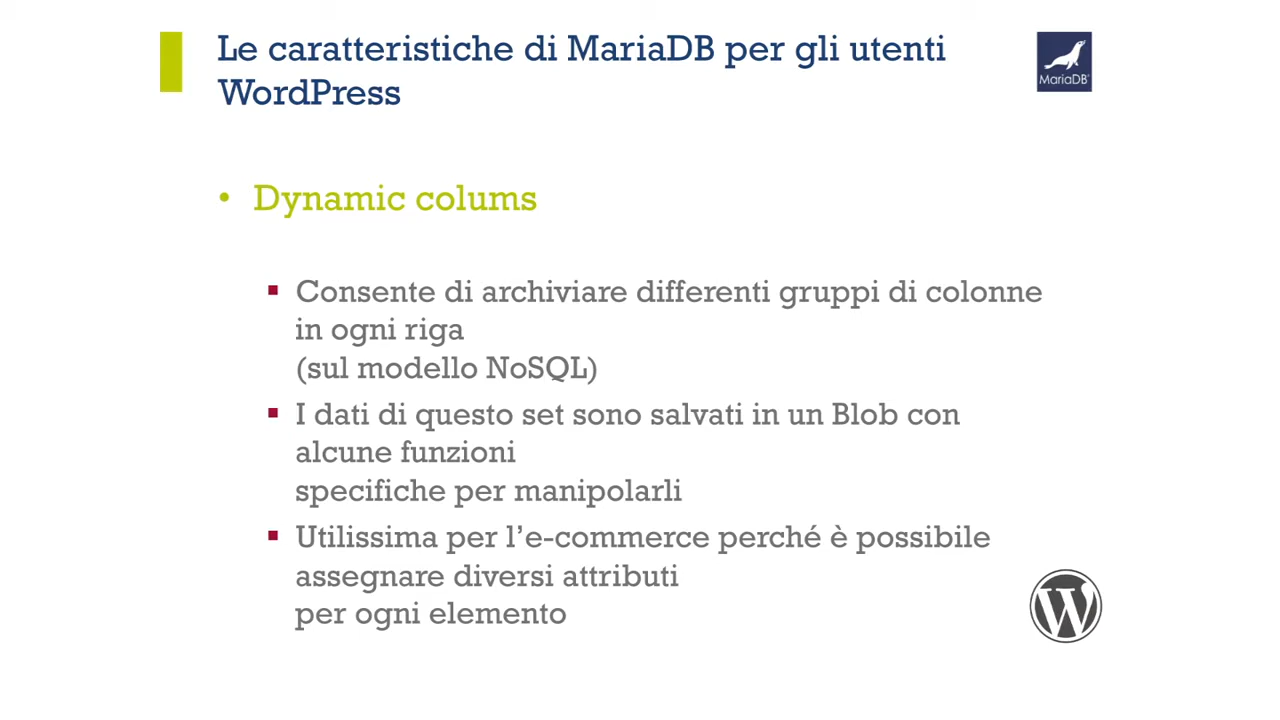 Le caratteristiche di MariaDB per gli utenti
WordPress
MariaDB
• Dynamic colums
▪ Consente di archiviare differenti gruppi di colonne
in ogni riga
(sul modello NoSQL)
▪ I dati di questo set sono salvati in un Blob con
alcune funzioni
specifiche per manipolarli
▪ Utilissima per l’e-commerce perché è possibile
assegnare diversi attributi
per ogni elemento